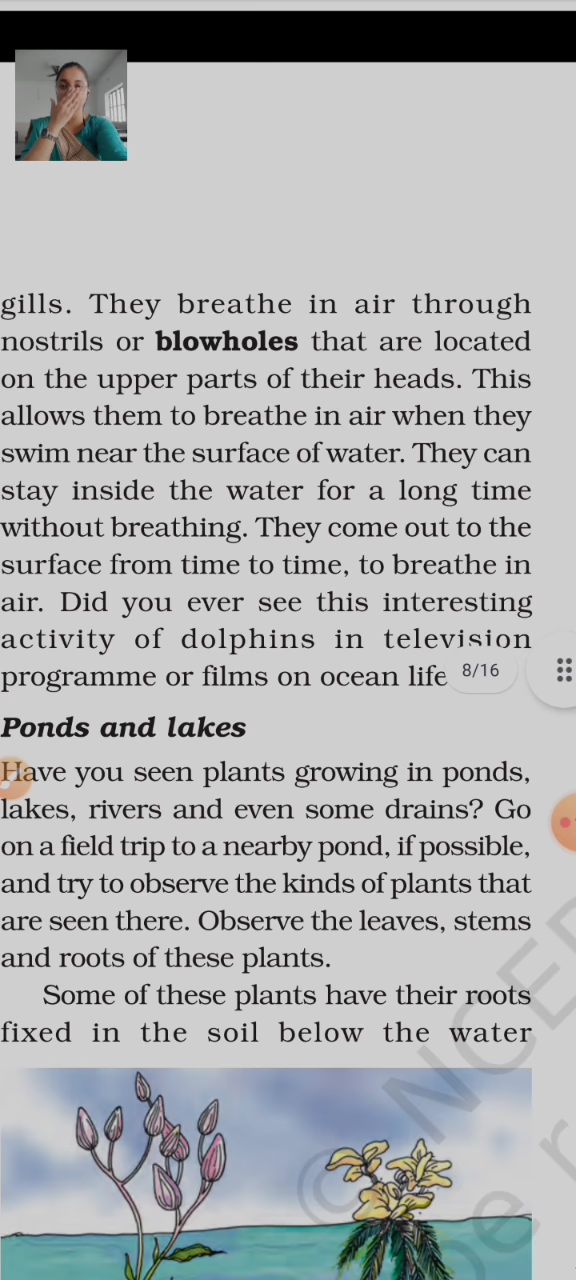 gills. They breathe in air through
nostrils or blowholes that are located
on the upper parts of their heads. This
allows them to breathe in air when they
swim near the surface of water. They can
stay inside the water for a long time
without breathing. They come out to the
surface from time to time, to breathe in
air. Did you ever see this interesting
activity of dolphins in television
programme or films on ocean life
8/16
Ponds and lakes
Have you seen plants growing in ponds,
lakes, rivers and even some drains? Go
on a field trip to a nearby pond, if possible,
and try to observe the kinds of plants that
are seen there. Observe the leaves, stems
and roots of these plants.
Some of these plants have their roots
fixed in the soil below the water